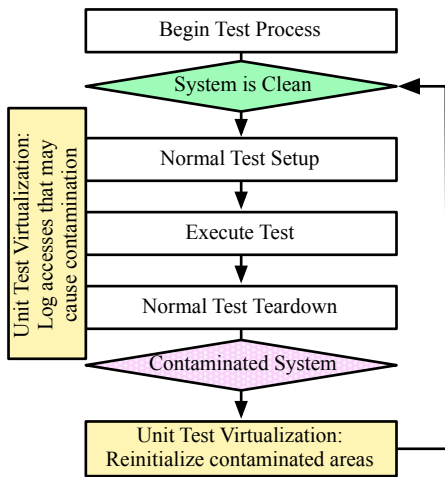 Begin Test Process
System is Clean
Unit Test Virtualization:
Log accesses that may
cause contamination
Normal Test Setup
Execute Test
Normal Test Teardown
Contaminated System
Unit Test Virtualization:
Reinitialize contaminated areas